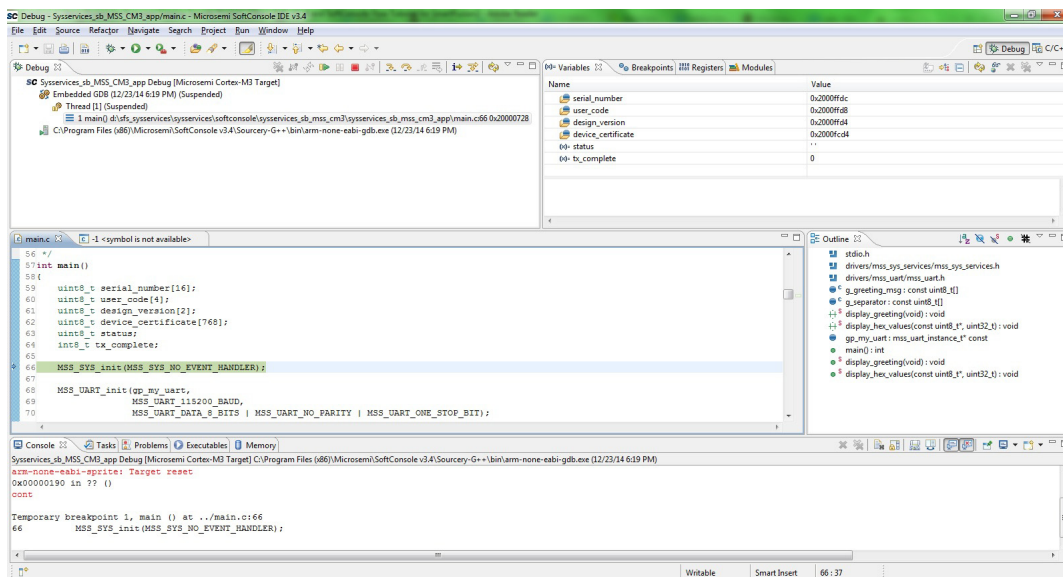 SC Debug - Sysservices_sb_MSS_CM3_app/main.c - Microsemi SoftConsole IDE v3.4
File Edit Source Refactor Navigate Search Project Run Window Help
Debug C/C+
Debug
SC Sysservices_sb_MSS_CM3_app Debug [Microsemi Cortex-M3 Target]
Embedded GDB (12/23/14 6:19 PM) (Suspended)
Thread [1] (Suspended)
1 main() d:\sfs_sysservices\sysservices\softconsole\sysservices_sb_mss_cm3\sysservices_sb_mss_cm3_app\main.c:66 0x20000728
C:\Program Files (x86)\Microsemi\SoftConsole v3.4\Sourcery-G++\bin\arm-none-eabi-gdb.exe (12/23/14 6:19 PM)
(x)= Variables Breakpoints Registers Modules
Name Value
serial_number 0x2000ffdc
user_code 0x2000ffd8
design_version 0x2000ffd4
device_certificate 0x2000fcd4
(x)= status ' '
(x)= tx_complete 0
main.c -1 <symbol is not available>
56 */
57 int main()
58 {
59 uint8_t serial_number[16];
60 uint8_t user_code[4];
61 uint8_t design_version[2];
62 uint8_t device_certificate[768];
63 uint8_t status;
64 int8_t tx_complete;
65
66 MSS_SYS_init(MSS_SYS_NO_EVENT_HANDLER);
67
68 MSS_UART_init(gp_my_uart,
69 MSS_UART_115200_BAUD,
70 MSS_UART_DATA_8_BITS | MSS_UART_NO_PARITY | MSS_UART_ONE_STOP_BIT);
Outline
stdio.h
drivers/mss_sys_services/mss_sys_services.h
drivers/mss_uart/mss_uart.h
g_greeting_msg : const uint8_t[]
g_separator : const uint8_t[]
display_greeting(void) : void
display_hex_values(const uint8_t*, uint32_t) : void
gp_my_uart : mss_uart_instance_t* const
main() : int
display_greeting(void) : void
display_hex_values(const uint8_t*, uint32_t) : void
Console Tasks Problems Executables Memory
Sysservices_sb_MSS_CM3_app Debug [Microsemi Cortex-M3 Target] C:\Program Files (x86)\Microsemi\SoftConsole v3.4\Sourcery-G++\bin\arm-none-eabi-gdb.exe (12/23/14 6:19 PM)
arm-none-eabi-sprite: Target reset
0x00000190 in ?? ()
cont
Temporary breakpoint 1, main () at ../main.c:66
66 MSS_SYS_init(MSS_SYS_NO_EVENT_HANDLER);
Writable Smart Insert 66 : 37